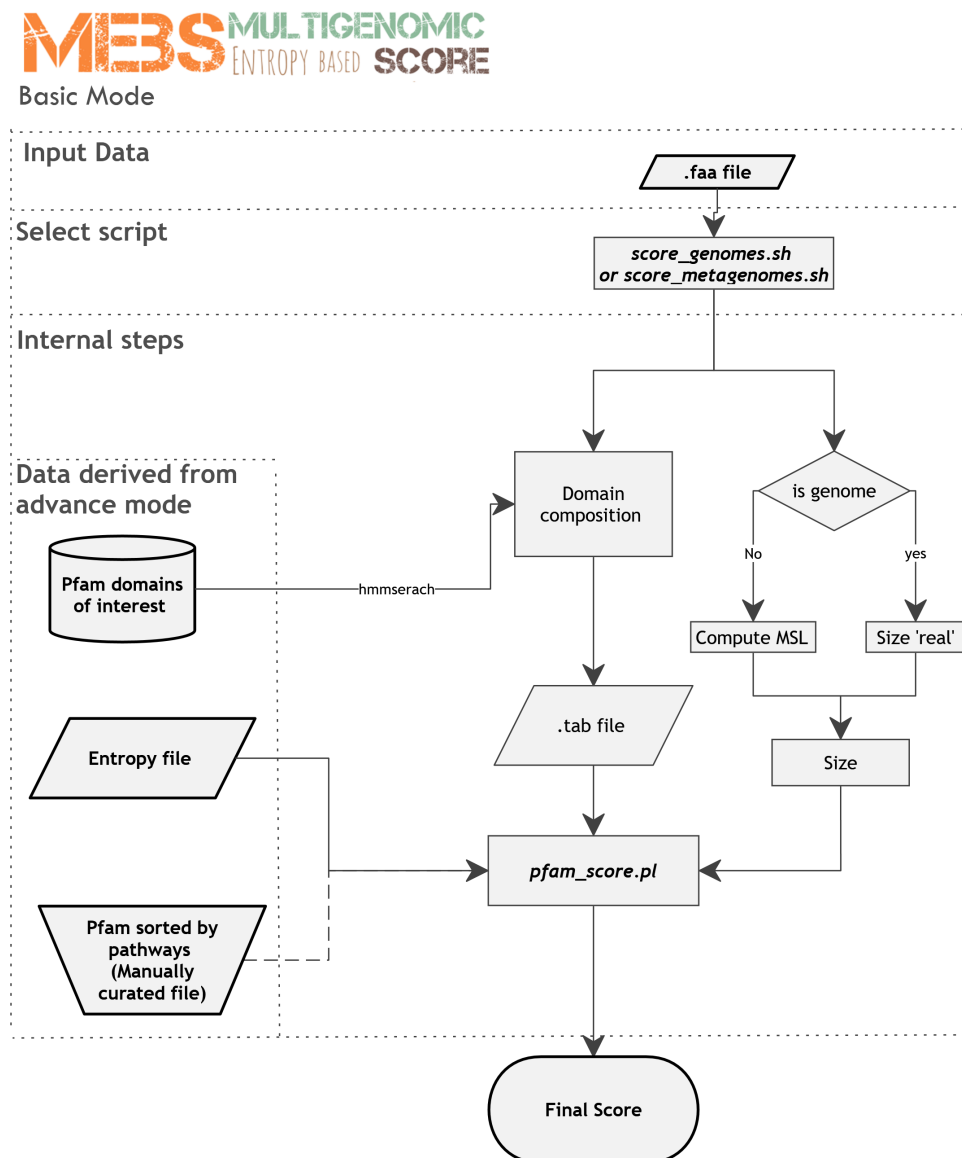 MEBS MULTIGENOMIC
ENTROPY BASED SCORE
Basic Mode
Input Data
.faa file
Select script
score_genomes.sh
or score_metagenomes.sh
Internal steps
Data derived from
advance mode
Domain
composition
is genome
No
yes
Pfam domains
of interest
hmmserach
Compute MSL
Size 'real'
.tab file
Entropy file
Size
pfam_score.pl
Pfam sorted by
pathways
(Manually
curated file)
Final Score